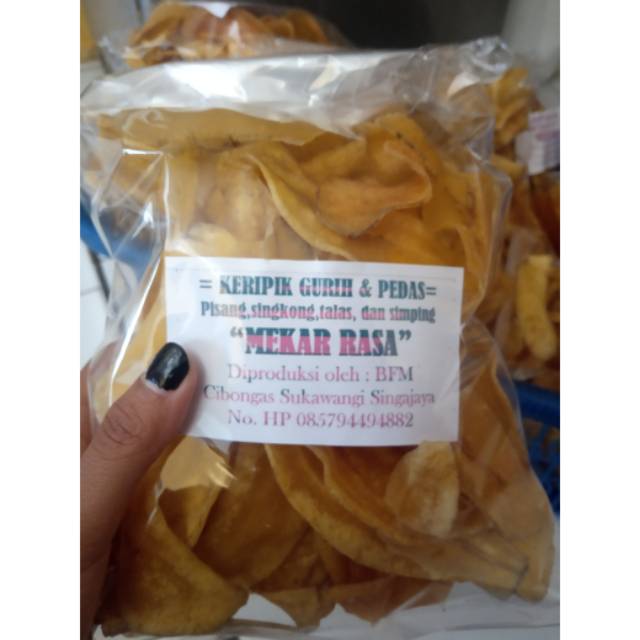 = KERIPIK GURIH & PEDAS=
Pisang,singkong,talas, dan simping
“MEKAR RASA”
Diproduksi oleh : BFM
Cibongas Sukawangi Singajaya
No. HP 085794494882